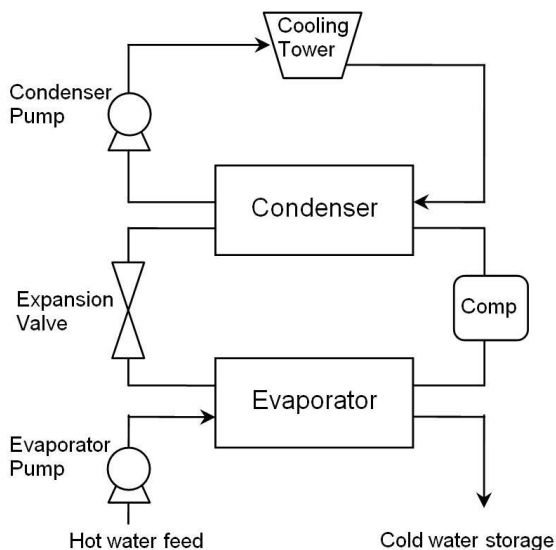 Cooling
Tower
Condenser
Pump
Condenser
Expansion
Valve
Comp
Evaporator
Evaporator
Pump
Hot water feed
Cold water storage